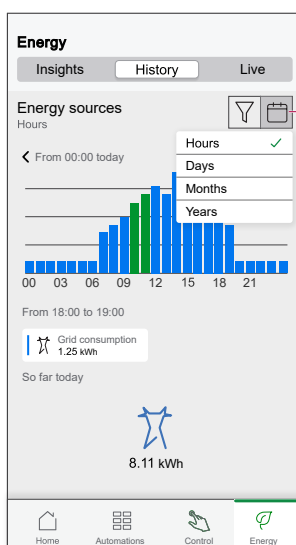 Energy
Insights
History
Live
Energy sources
Hours
Hours
Days
Months
Years
From 00:00 today
00 03 06 09 12 15 18 21
From 18:00 to 19:00
Grid consumption
1.25 kWh
So far today
8.11 kWh
Home
Automations
Control
Energy